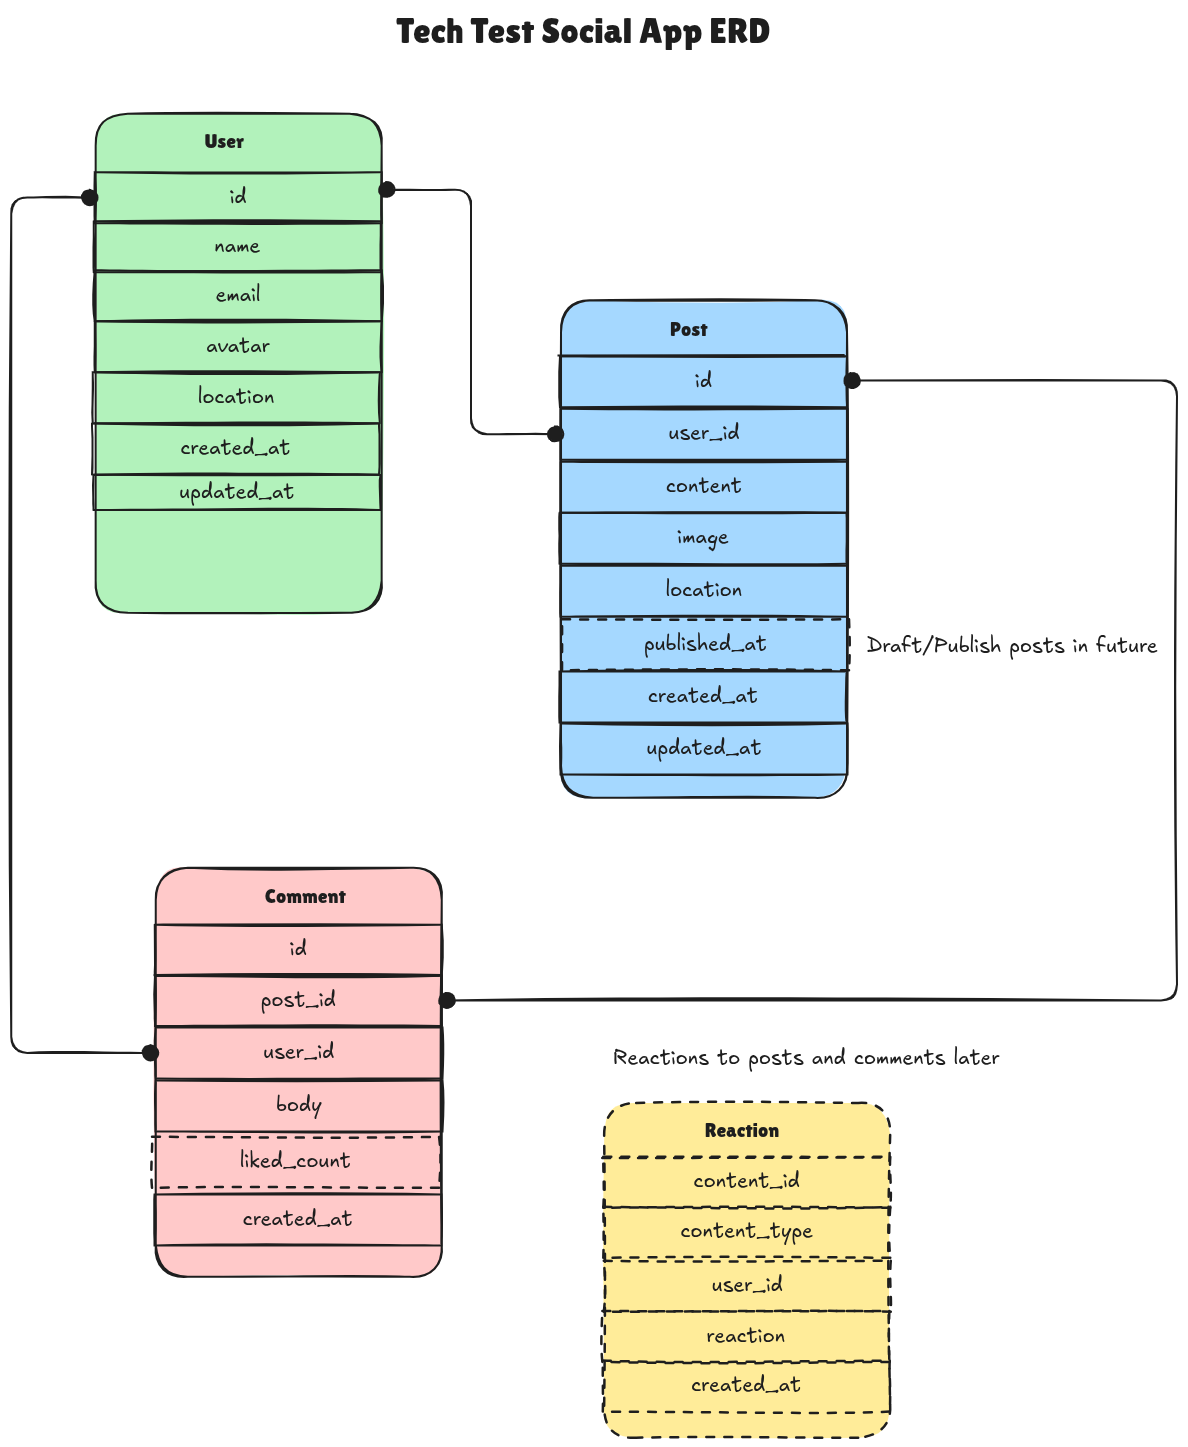 Tech Test Social App ERD
User
id
name
email
avatar
location
created_at
updated_at
Post
id
user_id
content
image
location
published_at
Draft/Publish posts in future
created_at
updated_at
Comment
id
post_id
user_id
body
liked_count
created_at
Reactions to posts and comments later
Reaction
content_id
content_type
user_id
reaction
created_at